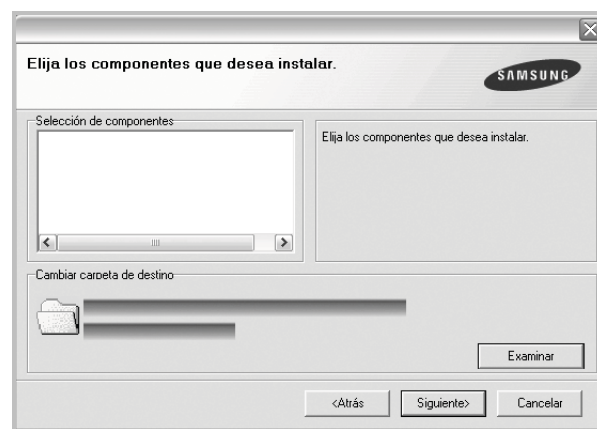 Elija los componentes que desea instalar.
SAMSUNG
Selección de componentes
Elija los componentes que desea instalar.
Cambiar carpeta de destino
Examinar
<Atrás
Siguiente>
Cancelar